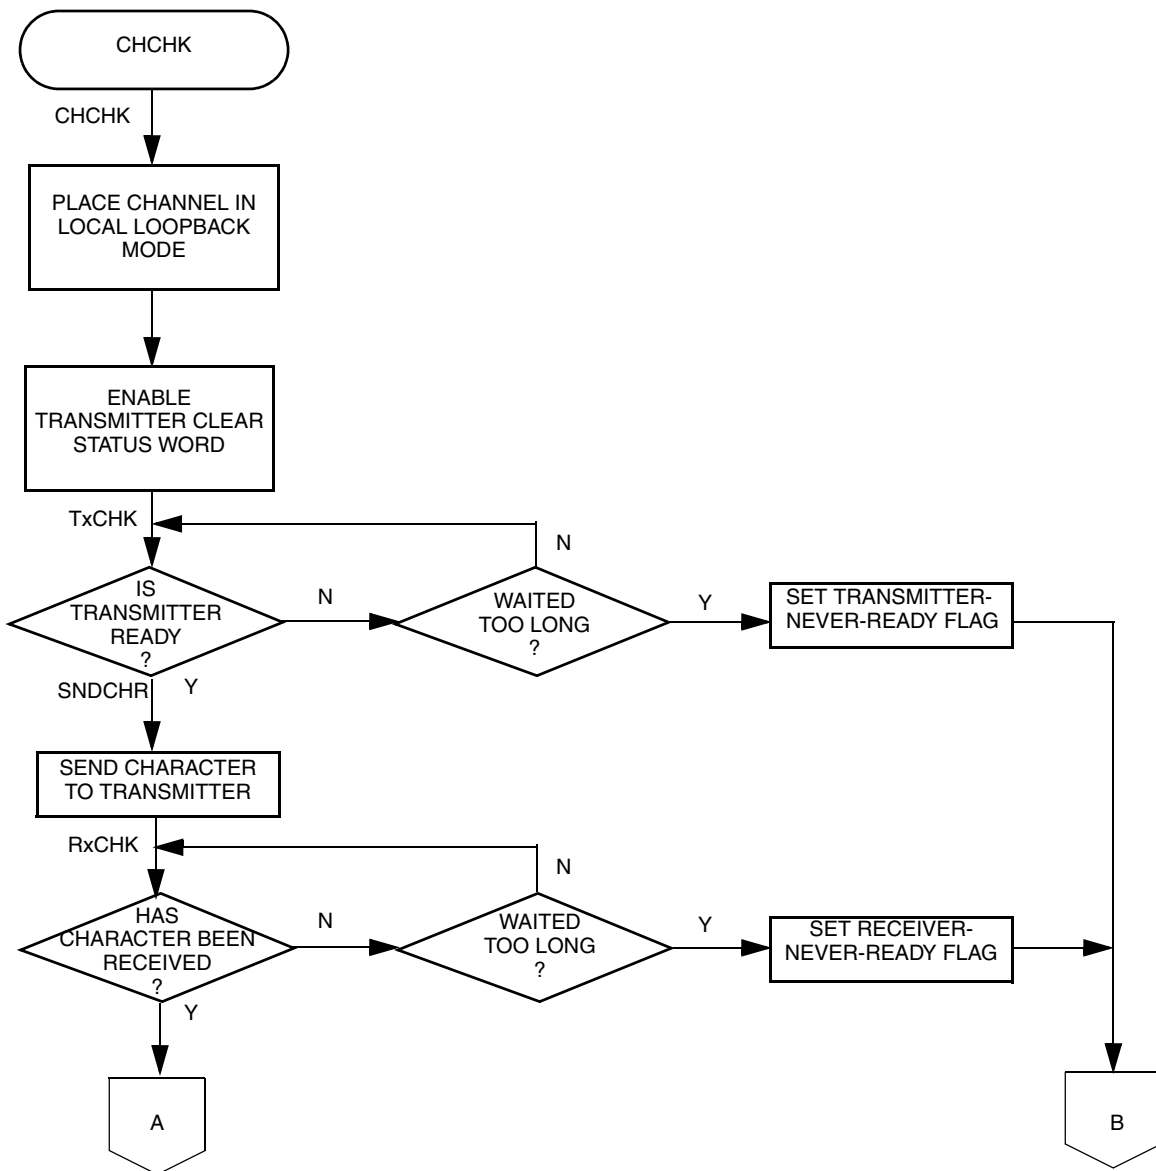 CHCHK
CHCHK
PLACE CHANNEL IN
LOCAL LOOPBACK
MODE
ENABLE
TRANSMITTER CLEAR
STATUS WORD
TxCHK
N
IS
TRANSMITTER
READY
?
N
WAITED
TOO LONG
?
Y
SET TRANSMITTER-
NEVER-READY FLAG
SNDCHR
Y
SEND CHARACTER
TO TRANSMITTER
RxCHK
N
HAS
CHARACTER BEEN
RECEIVED
?
N
WAITED
TOO LONG
?
Y
SET RECEIVER-
NEVER-READY FLAG
Y
A
B